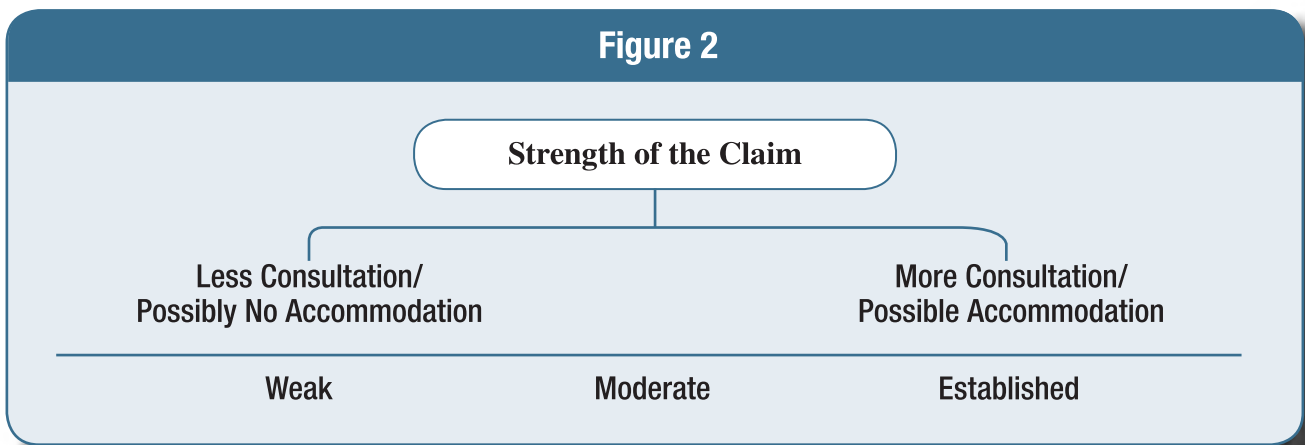 Figure 2
Strength of the Claim
Less Consultation/
Possibly No Accommodation
More Consultation/
Possible Accommodation
Weak Moderate Established